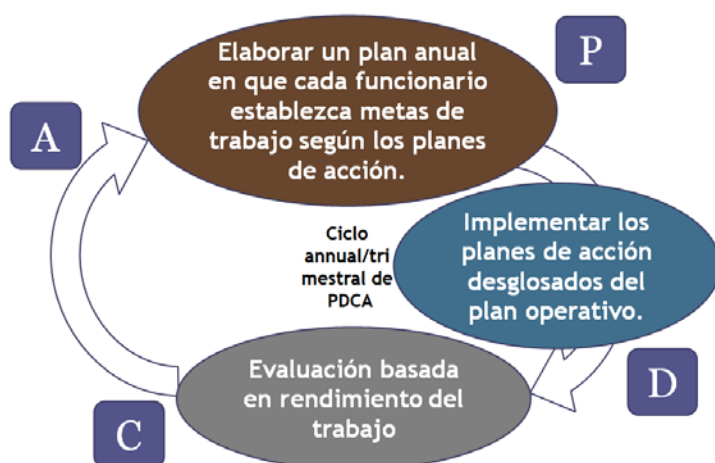 Elaborar un plan anual
en que cada funcionario
establezca metas de
trabajo según los planes
de acción.
P
A
Implementar los
planes de acción
desglosados del
plan operativo.
Ciclo
annual/tri
mestral de
PDCA
D
Evaluación basada
en rendimiento del
trabajo
C